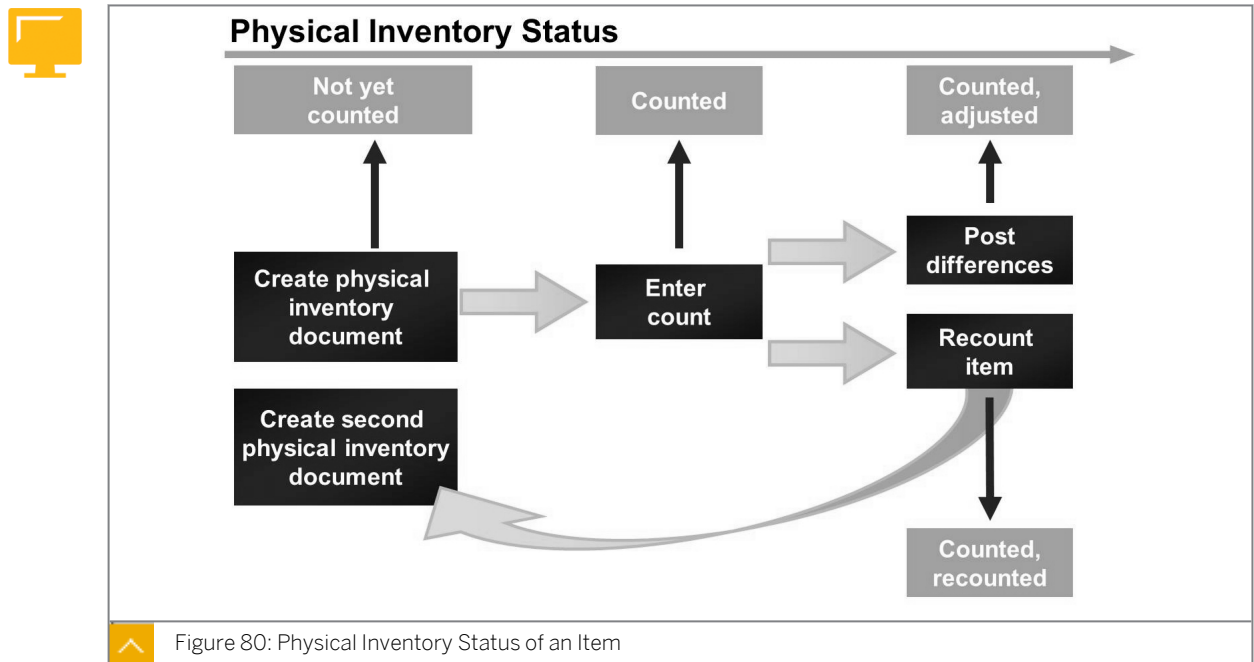 Physical Inventory Status
Not yet
counted
Counted
Counted,
adjusted
Create physical
inventory
document
Enter
count
Post
differences
Recount
item
Create second
physical inventory
document
Counted,
recounted
Figure 80: Physical Inventory Status of an Item